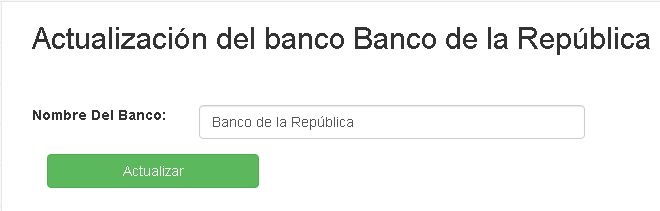 Actualización del banco Banco de la República
Nombre Del Banco:
Banco de la República
Actualizar